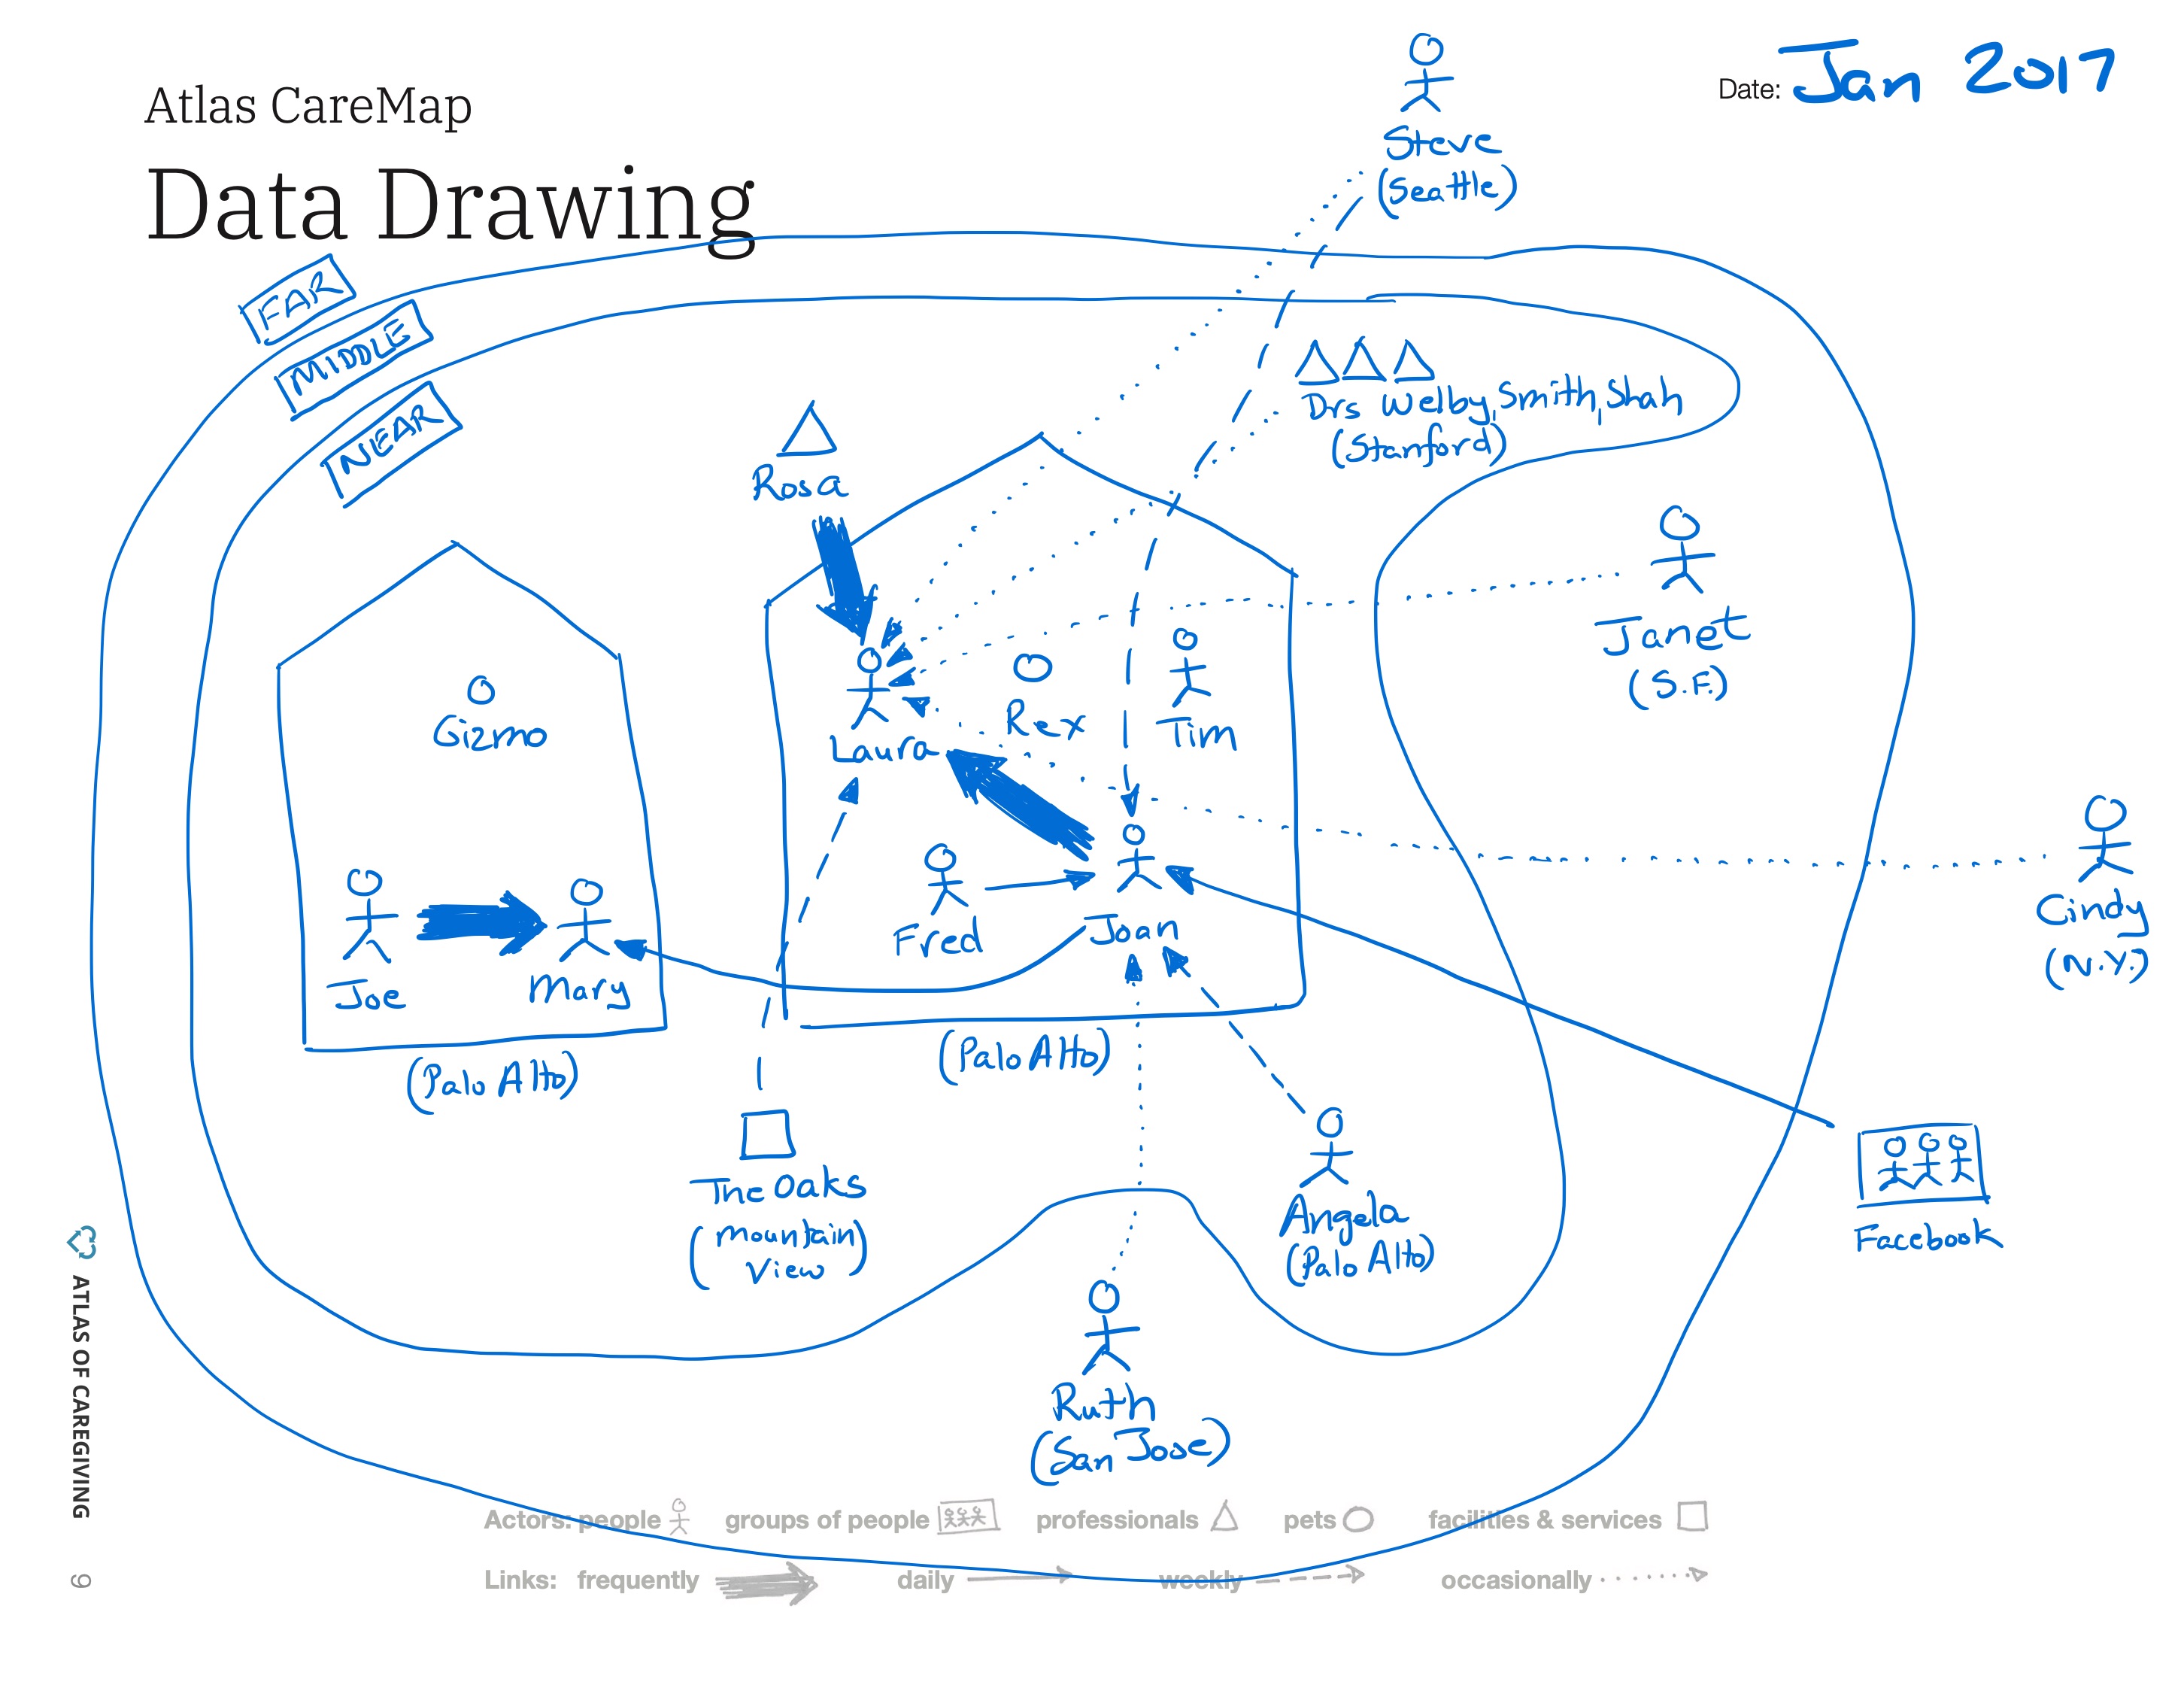 Atlas CareMap
Data Drawing
Date: Jan 2017
Steve
(Seattle)
FAR
MIDDLE
NEAR
Drs Welby, Smith, Shah
(Stanford)
Rosa
Janet
(S.F.)
Gizmo
Laura
Rex
Tim
Joe
Mary
Fred
Joan
Cindy
(N.Y.)
(Palo Alto)
(Palo Alto)
The Oaks
(mountain
view)
Angela
(Palo Alto)
Facebook
Ruth
(San Jose)
Actors: people groups of people professionals pets facilities & services
Links: frequently daily weekly occasionally
ATLAS OF CAREGIVING
9